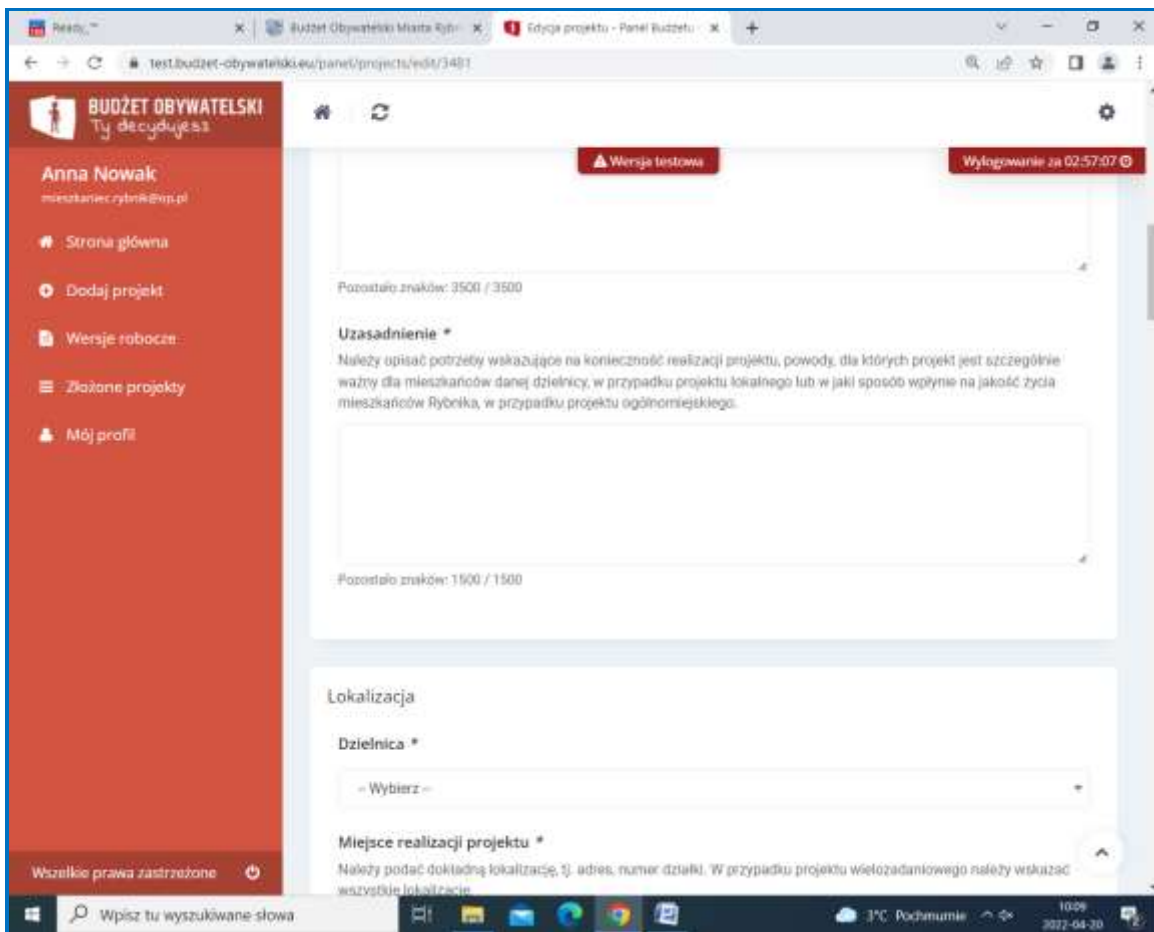 Ready,™
Budżet Obywatelski Miasta Rybn
Edycja projektu - Panel Budżetu
test.budzet-obywatelski.eu/panel/projects/edit/3481
BUDŻET OBYWATELSKI
Ty decydujesz
Wersja testowa
Wylogowanie za 02:57:07
Anna Nowak
mieszkaniec.rybnik@op.pl
Strona główna
Dodaj projekt
Wersje robocze
Złożone projekty
Mój profil
Wszelkie prawa zastrzeżone
Pozostało znaków: 3500 / 3500
Uzasadnienie *
Należy opisać potrzeby wskazujące na konieczność realizacji projektu, powody, dla których projekt jest szczególnie
ważny dla mieszkańców danej dzielnicy, w przypadku projektu lokalnego lub w jaki sposób wpłynie na jakość życia
mieszkańców Rybnika, w przypadku projektu ogólnomiejskiego.
Pozostało znaków: 1500 / 1500
Lokalizacja
Dzielnica *
-- Wybierz --
Miejsce realizacji projektu *
Należy podać dokładną lokalizację, tj. adres, numer działki. W przypadku projektu wielozadaniowego należy wskazać
wszystkie lokalizacje
Wpisz tu wyszukiwane słowa
3°C Pochmurnie
10:09
2022-04-20